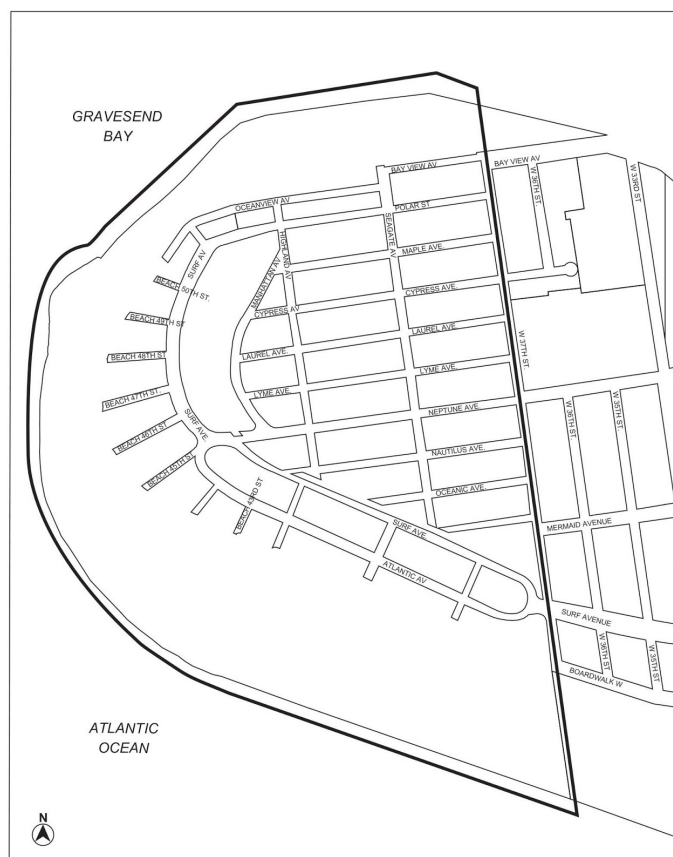 GRAVESEND
BAY
BAY VIEW AV
BAY VIEW AV
W 36TH ST.
W 33RD ST
OCEANVIEW AV
POLAR ST
SEAGATE AV
HIGHLAND AV
MAPLE AVE.
SURF AV
MANHATTAN AV
BEACH 50TH ST.
CYPRESS AVE.
CYPRESS AV
BEACH 49TH ST
LAUREL AVE.
W 37TH ST.
LAUREL AVE.
BEACH 48TH ST
LYME AVE.
LYME AVE.
BEACH 47TH ST.
NEPTUNE AVE.
W 36TH ST.
W 35TH ST.
SURF AVE.
BEACH 46TH ST
NAUTILUS AVE.
BEACH 45TH ST
OCEANIC AVE.
BEACH 43RD ST
SURF AVE.
MERMAID AVENUE
ATLANTIC AV
SURF AVENUE
W 36TH ST
W 35TH ST
BOARDWALK W
ATLANTIC
OCEAN
N